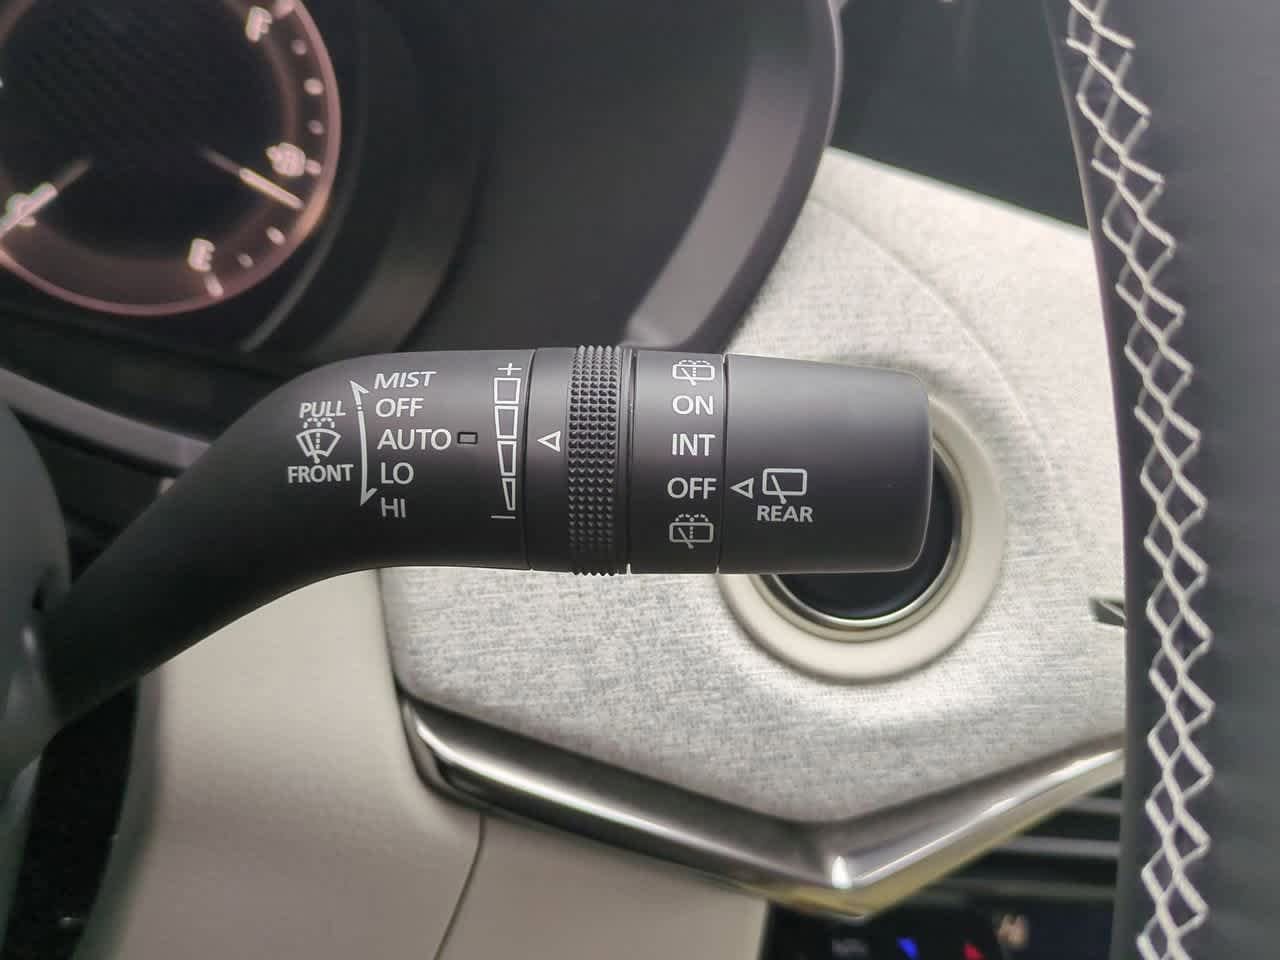 F
E
PULL
FRONT
MIST
OFF
AUTO
LO
HI
+
−
ON
INT
OFF
REAR